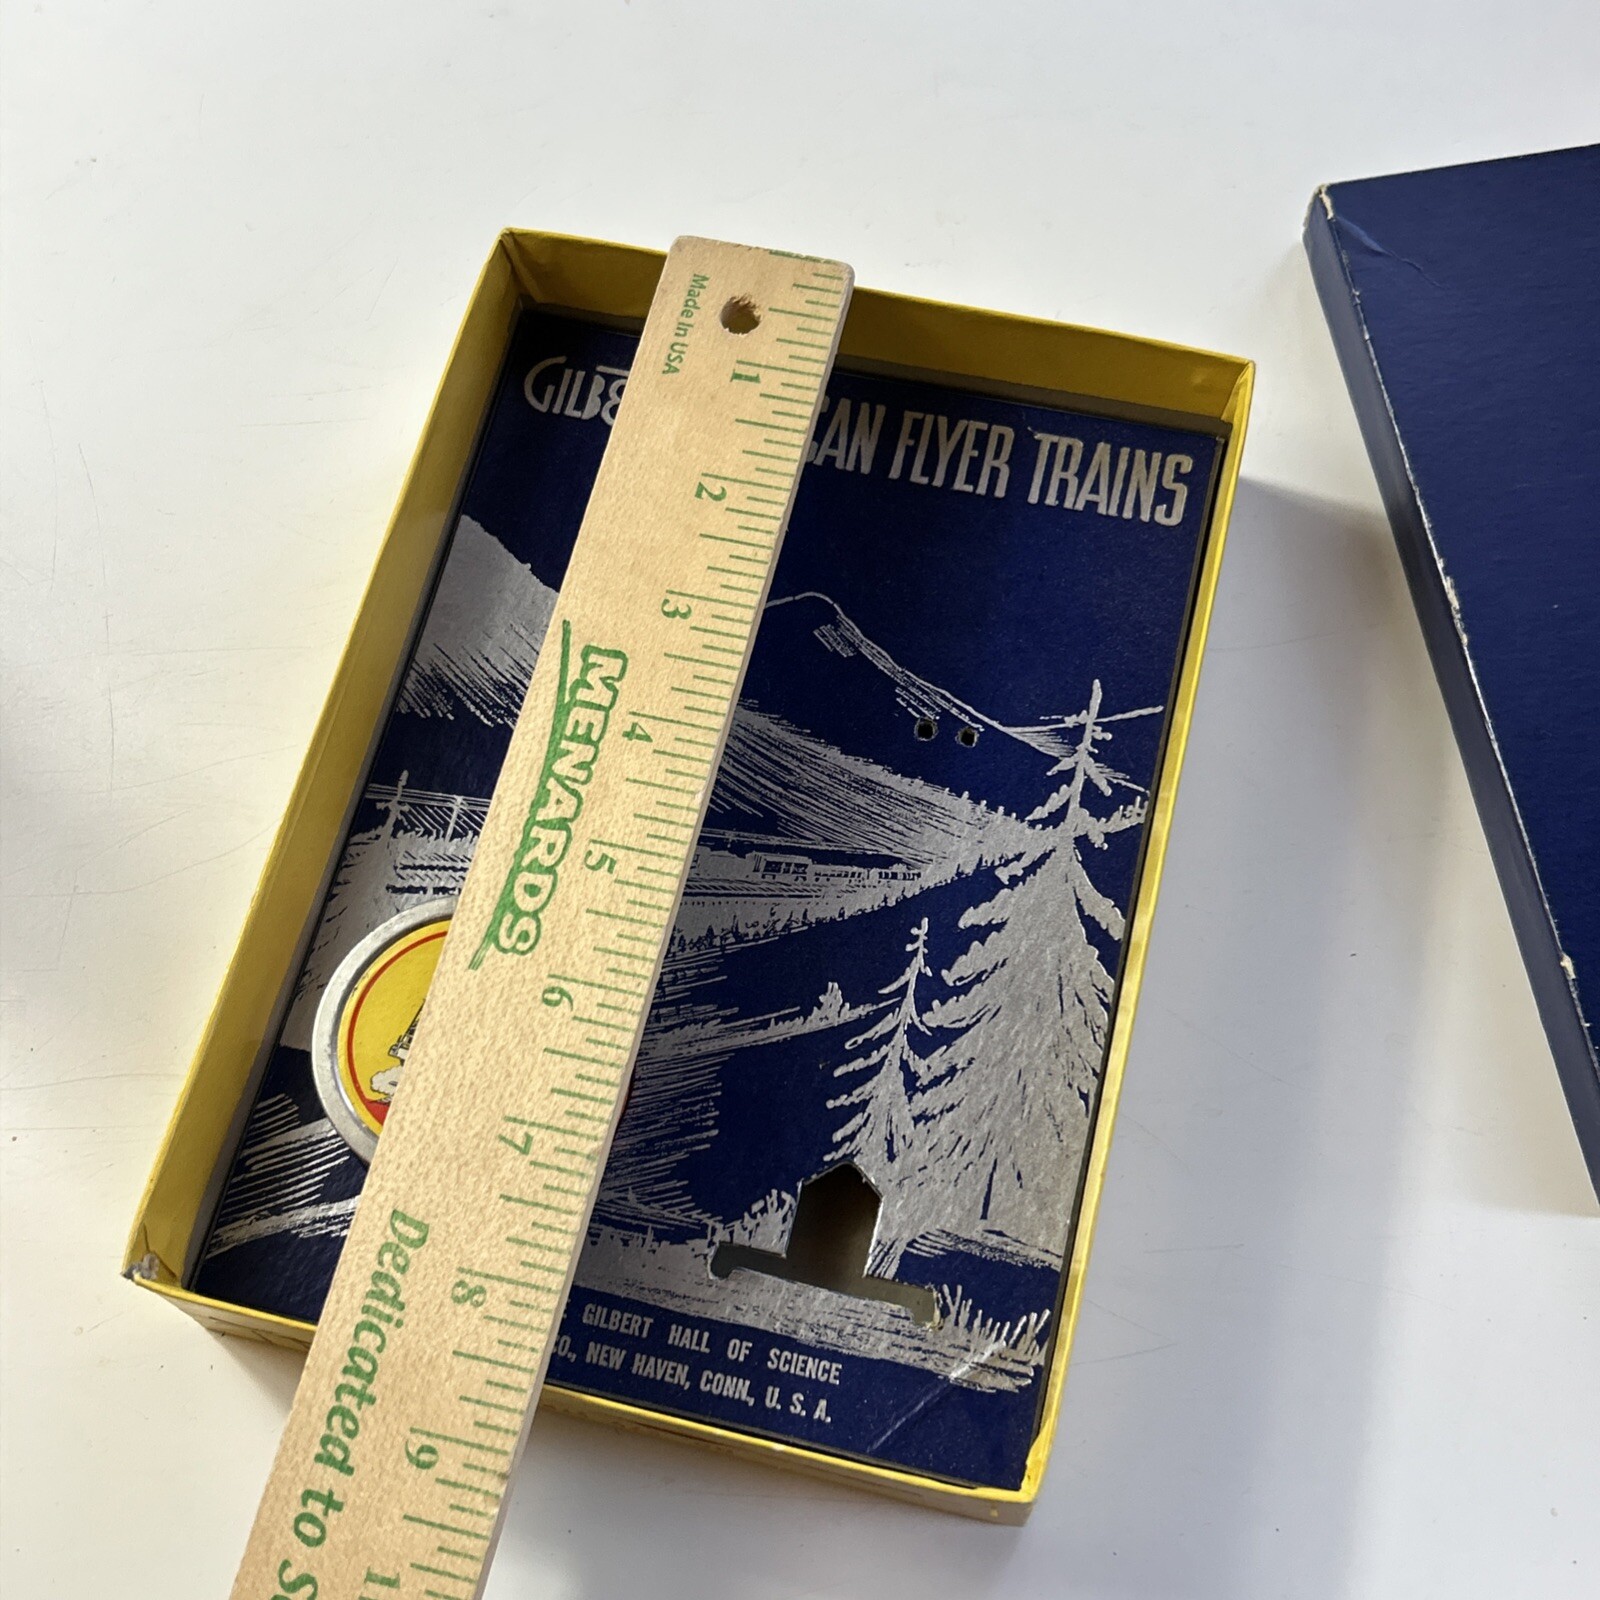 Made In USA
1
2
3
4
5
6
7
8
9
1
MENARDS
Dedicated to
GILBE
CAN FLYER TRAINS
GILBERT HALL OF SCIENCE
CO., NEW HAVEN, CONN., U. S. A.